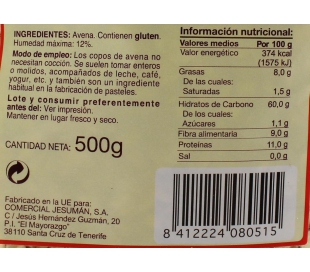 INGREDIENTES: Avena. Contienen gluten.
Humedad máxima: 12%.
Modo de empleo: Los copos de avena no
necesitan cocción. Se suelen tomar enteros
o molidos, acompañados de leche, café,
yogur, etc. y también son un ingrediente
habitual en la fabricación de pasteles.
Lote y consumir preferentemente
antes del: Ver impresión.
Mantener en lugar fresco y seco.
CANTIDAD NETA: 500g
Fabricado en la UE para:
COMERCIAL JESUMÁN, S.A.
C / Jesús Hernández Guzmán, 20
P.I. "El Mayorazgo"
38110 Santa Cruz de Tenerife
Información nutricional:
Valores medios Por 100 g
Valor energético 374 kcal
(1575 kJ)
Grasas 8,0 g
De las cuales:
Saturadas 1,5 g
Hidratos de Carbono 60,0 g
De los cuales:
Azúcares 1,1 g
Fibra alimentaria 9,0 g
Proteínas 11,0 g
Sal 0,0 g
8 412224 080515